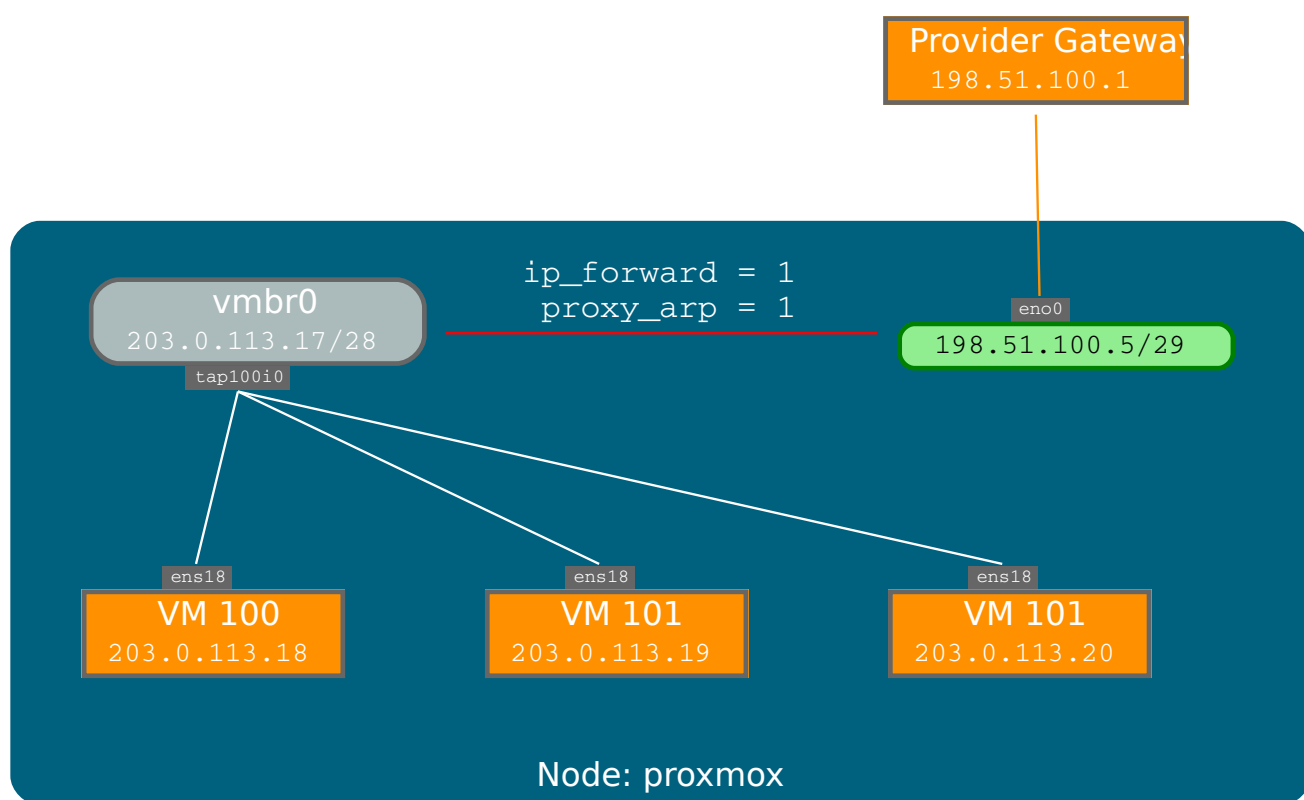 Provider Gateway
198.51.100.1
ip_forward = 1
proxy_arp = 1
vmbr0
203.0.113.17/28
tap100i0
eno0
198.51.100.5/29
ens18
VM 100
203.0.113.18
ens18
VM 101
203.0.113.19
ens18
VM 101
203.0.113.20
Node: proxmox